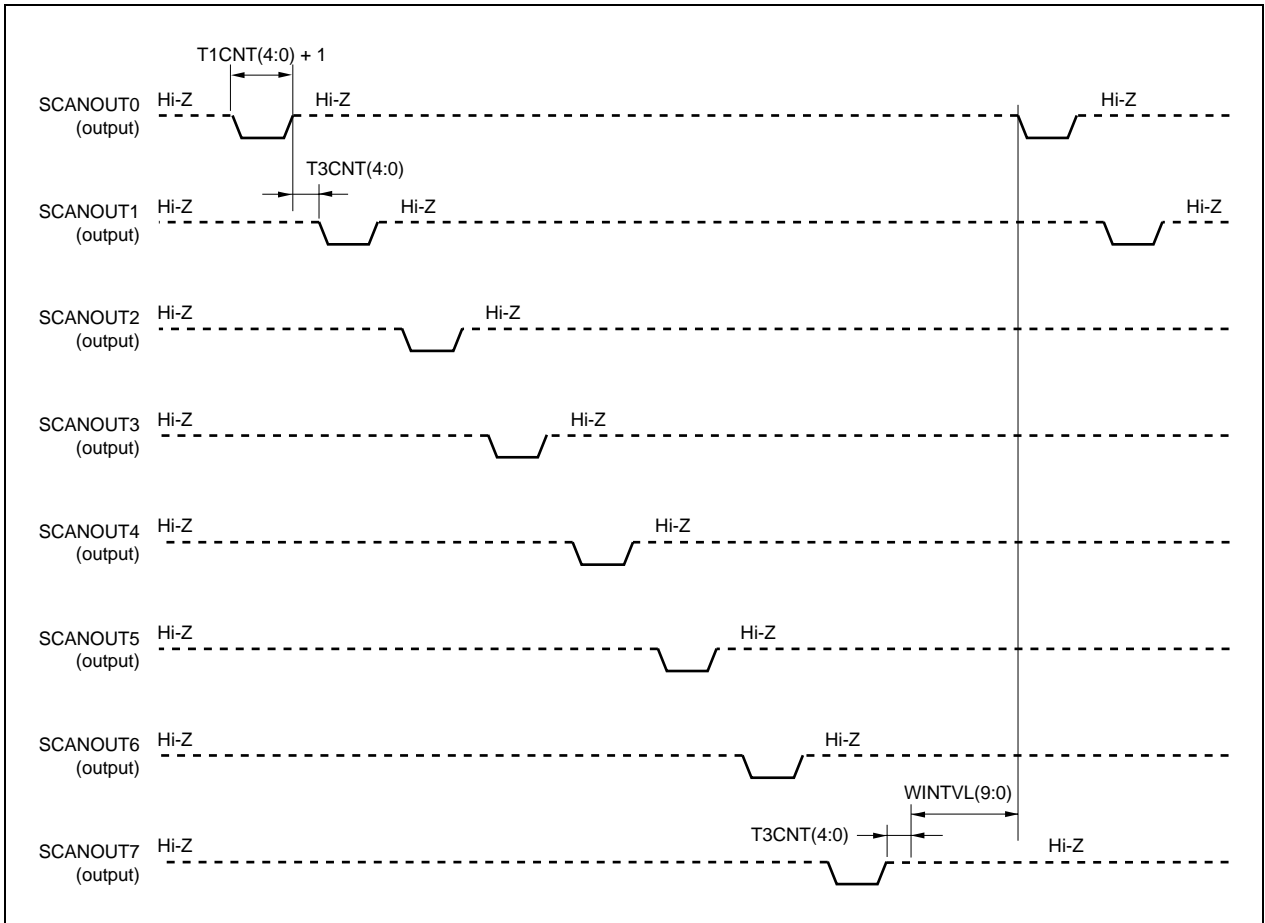 T1CNT(4:0) + 1
SCANOUT0 Hi-Z Hi-Z Hi-Z
(output)
T3CNT(4:0)
SCANOUT1 Hi-Z Hi-Z Hi-Z
(output)
SCANOUT2 Hi-Z Hi-Z
(output)
SCANOUT3 Hi-Z Hi-Z
(output)
SCANOUT4 Hi-Z Hi-Z
(output)
SCANOUT5 Hi-Z Hi-Z
(output)
SCANOUT6 Hi-Z Hi-Z
(output)
WINTVL(9:0)
T3CNT(4:0)
SCANOUT7 Hi-Z Hi-Z
(output)